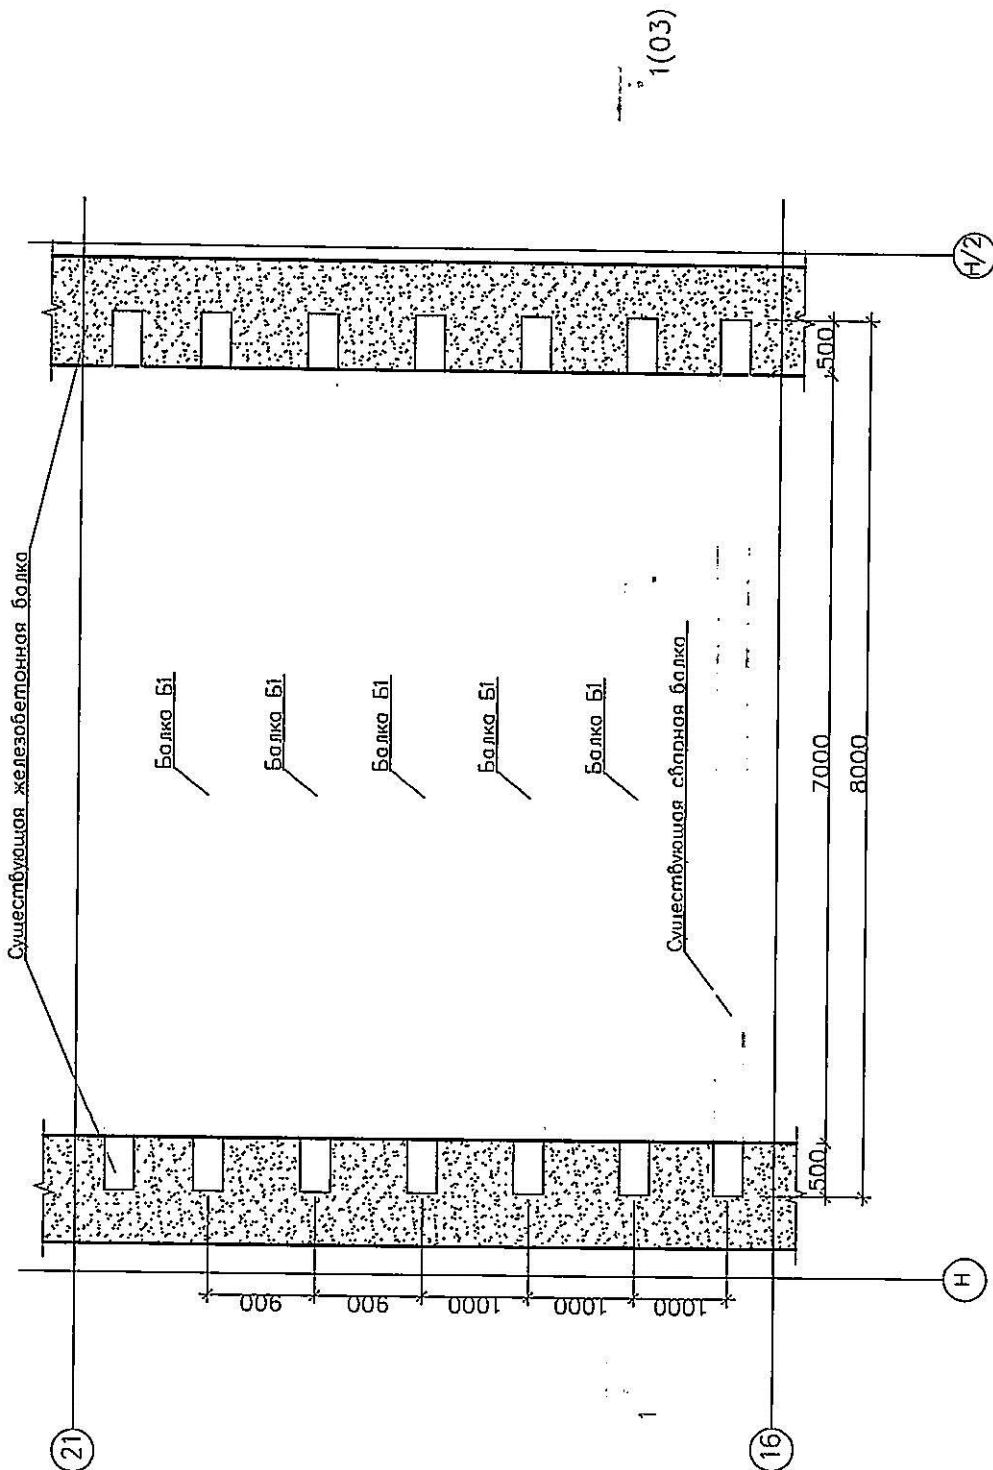 Существующая железобетонная балка
Балка Б1
Балка Б1
Балка Б1
Балка Б1
Балка Б1
Существующая сварная балка
1(03)
1
21
16
Н
Н/2
900
900
1000
1000
1000
500
7000
500
8000